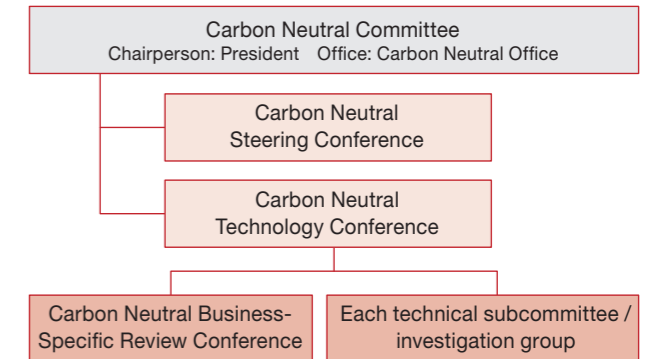 Carbon Neutral Committee
Chairperson: President Office: Carbon Neutral Office
Carbon Neutral
Steering Conference
Carbon Neutral
Technology Conference
Carbon Neutral Business-
Specific Review Conference
Each technical subcommittee /
investigation group